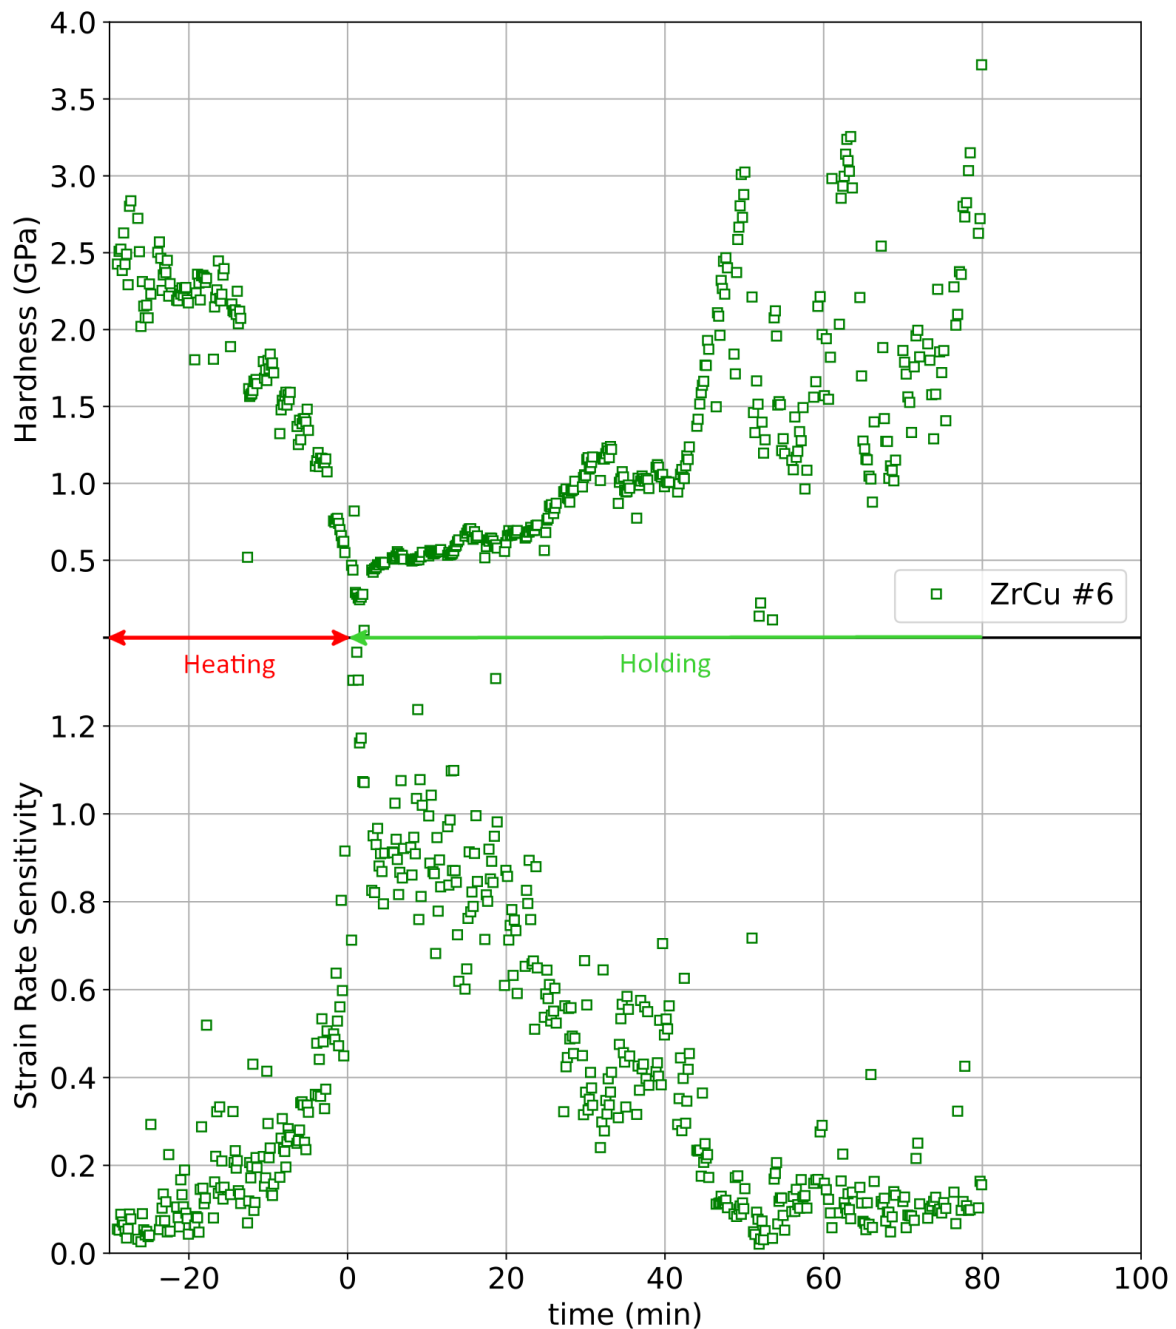 4.0
3.5
3.0
2.5
2.0
1.5
1.0
0.5
Hardness (GPa)
ZrCu #6
Heating
Holding
1.2
1.0
0.8
0.6
0.4
0.2
0.0
Strain Rate Sensitivity
−20 0 20 40 60 80 100
time (min)